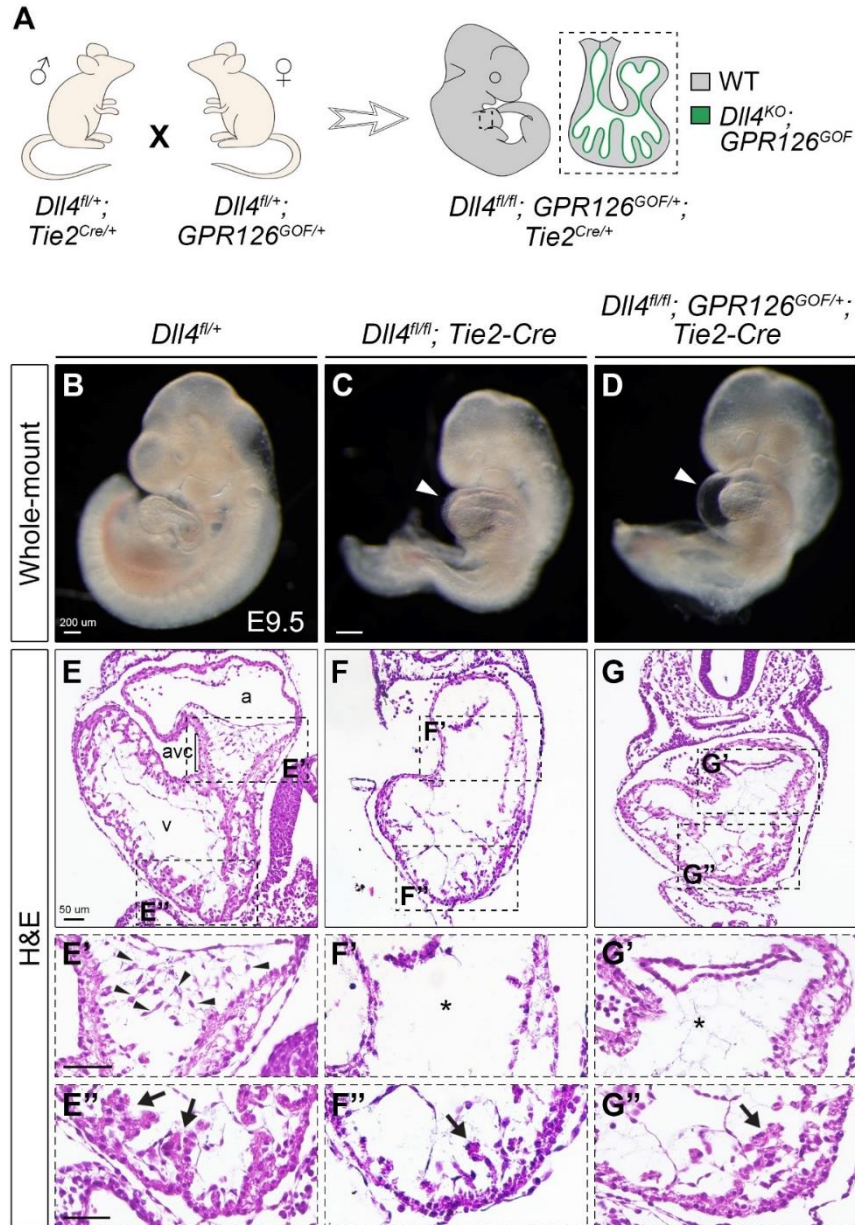 A
♂
♀
X
WT
Dll4^KO;
GPR126^GOF
Dll4^fl/+;
Tie2^Cre/+
Dll4^fl/+;
GPR126^GOF/+
Dll4^fl/fl; GPR126^GOF/+;
Tie2^Cre/+
Dll4^fl/+
Dll4^fl/fl; Tie2-Cre
Dll4^fl/fl; GPR126^GOF/+;
Tie2-Cre
Whole-mount
B
200 um
E9.5
C
D
H&E
E
a
avc
E'
v
E''
50 um
F
F'
F''
G
G'
G''
E'
F'
*
G'
*
E''
F''
G''